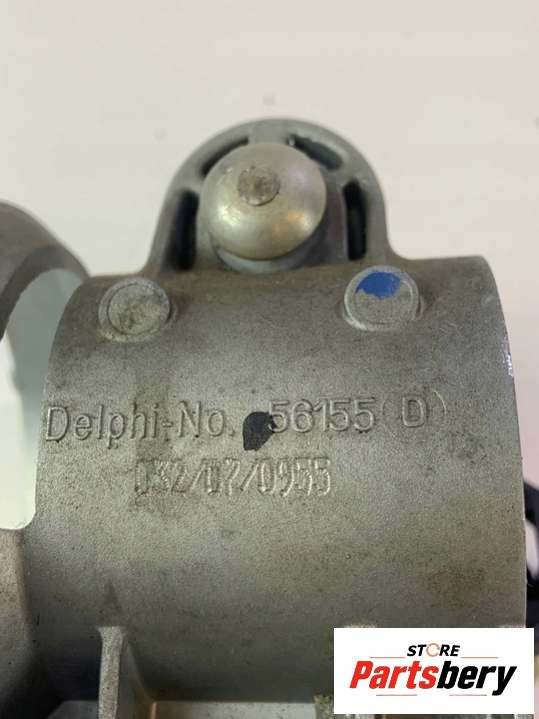 Delphi-No. 56155 (D)
032/07/0955
STORE
Partsbery